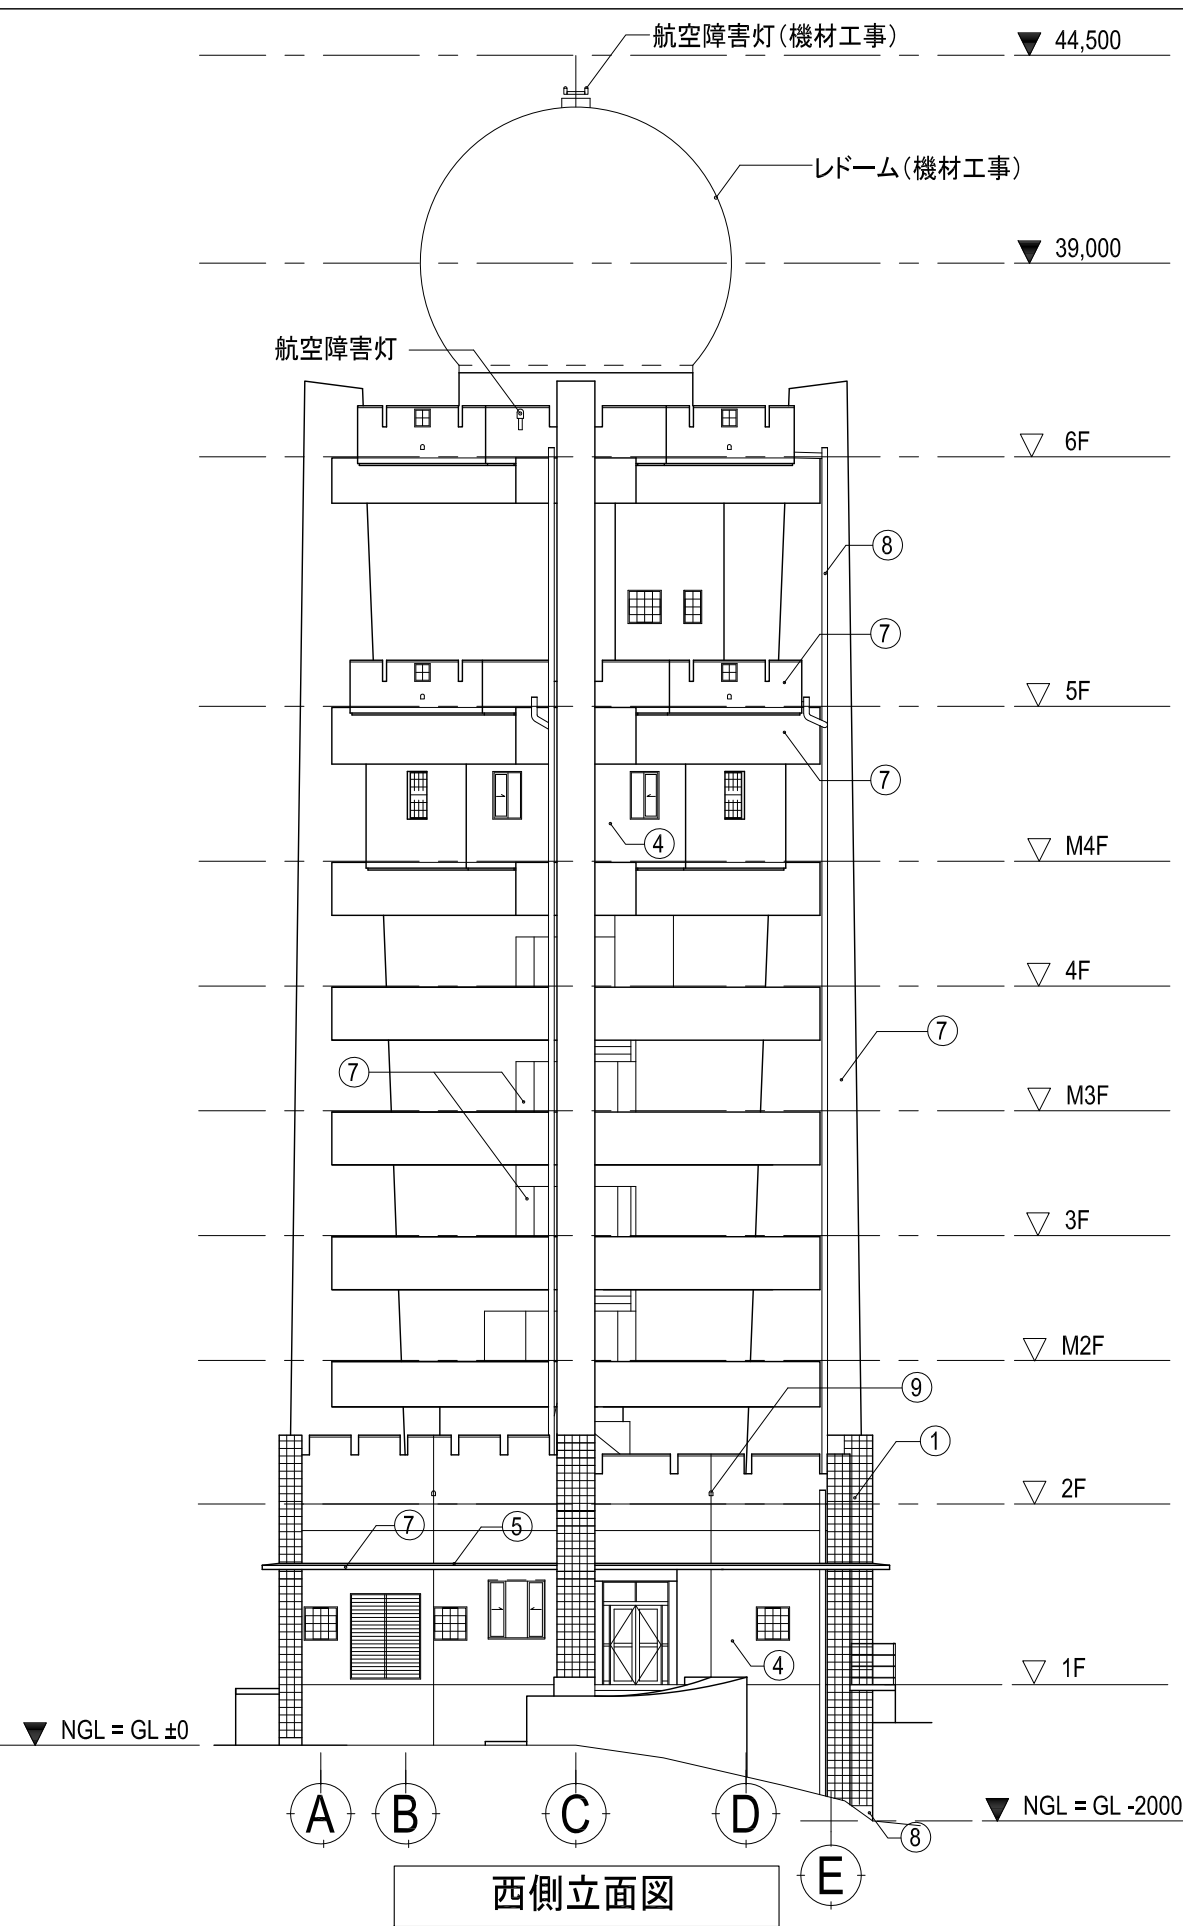 航空障害灯(機材工事)
44,500
レドーム(機材工事)
39,000
航空障害灯
6F
⑧
⑦
5F
⑦
④
M4F
4F
⑦
⑦
M3F
3F
M2F
⑨
①
2F
⑦
⑤
④
1F
NGL = GL ±0
NGL = GL -2000
A
B
C
D
⑧
E
西側立面図